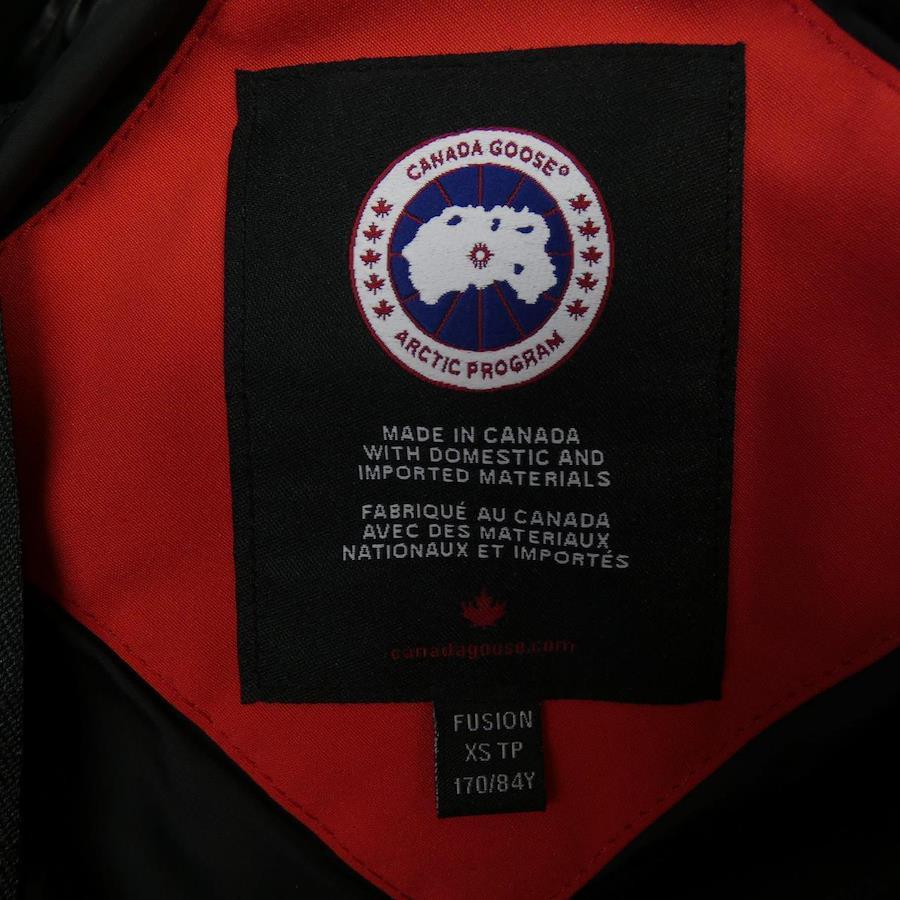 CANADA GOOSE®
ARCTIC PROGRAM
MADE IN CANADA
WITH DOMESTIC AND
IMPORTED MATERIALS
FABRIQUÉ AU CANADA
AVEC DES MATERIAUX
NATIONAUX ET IMPORTÉS
canadagoose.com
FUSION
XS TP
170/84Y